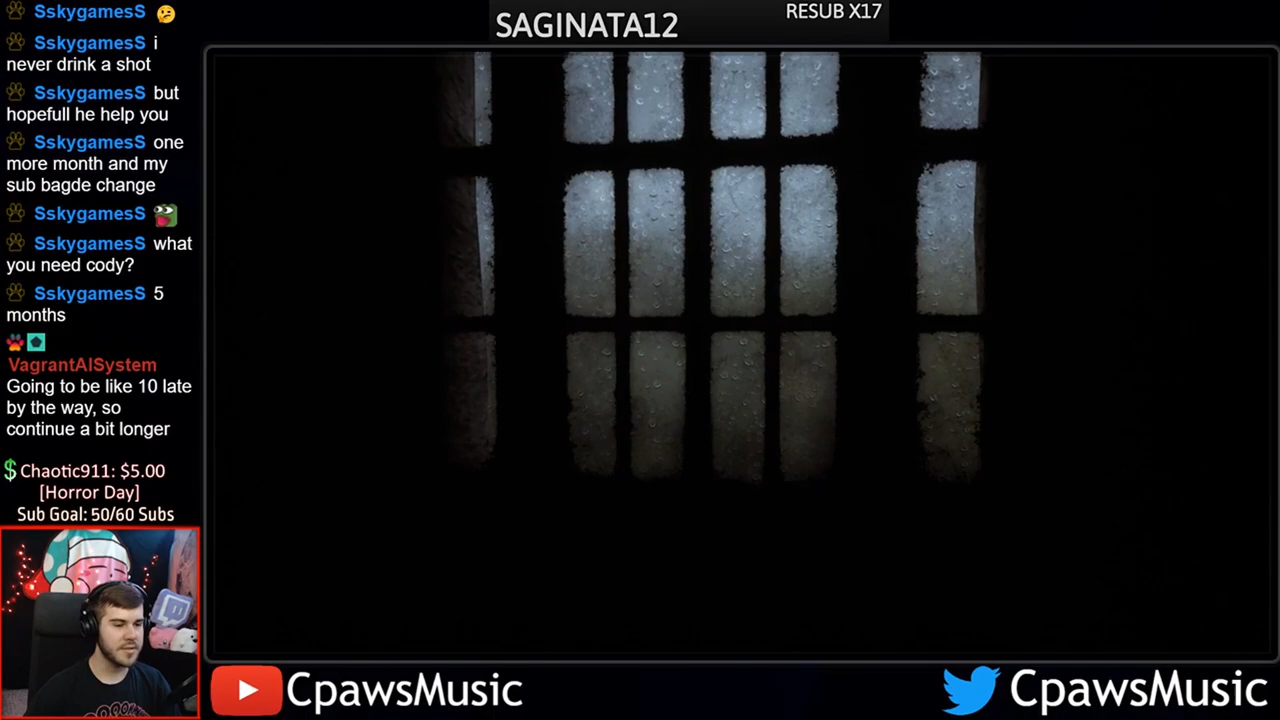 SskygamesS
SskygamesS i
never drink a shot
SskygamesS but
hopefull he help you
SskygamesS one
more month and my
sub bagde change
SskygamesS
SskygamesS what
you need cody?
SskygamesS 5
months
VagrantAISystem
Going to be like 10 late
by the way, so
continue a bit longer
$ Chaotic911: $5.00
[Horror Day]
Sub Goal: 50/60 Subs
SAGINATA12
RESUB X17
CpawsMusic
CpawsMusic